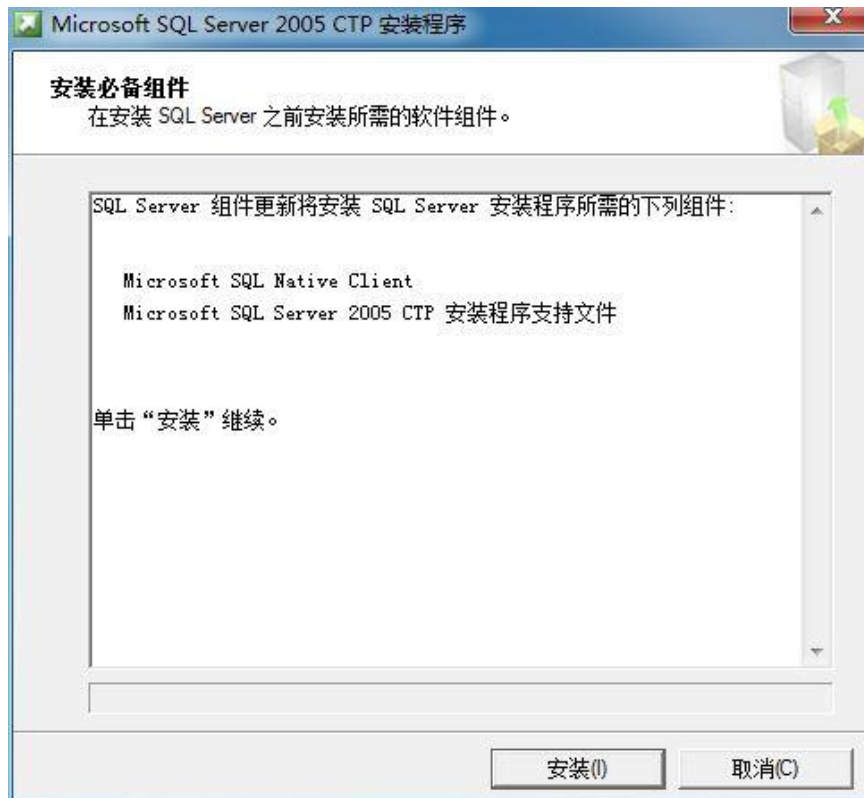 Microsoft SQL Server 2005 CTP 安装程序
安装必备组件
在安装 SQL Server 之前安装所需的软件组件。
SQL Server 组件更新将安装 SQL Server 安装程序所需的下列组件:
Microsoft SQL Native Client
Microsoft SQL Server 2005 CTP 安装程序支持文件
单击“安装”继续。
安装(I)
取消(C)